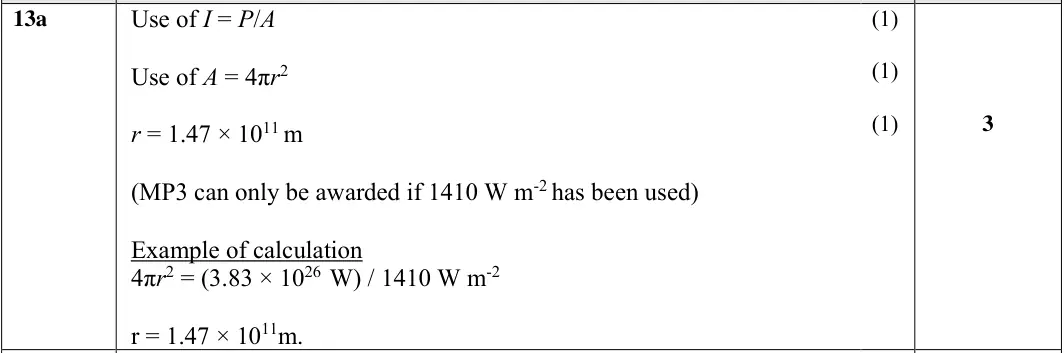 13a Use of I = P/A (1)
Use of A = 4πr² (1)
r = 1.47 × 10¹¹ m (1) 3
(MP3 can only be awarded if 1410 W m⁻² has been used)
Example of calculation
4πr² = (3.83 × 10²⁶ W) / 1410 W m⁻²
r = 1.47 × 10¹¹m.